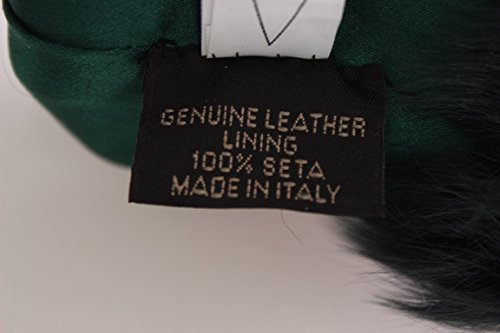 GENUINE LEATHER
LINING
100% SETA
MADE IN ITALY